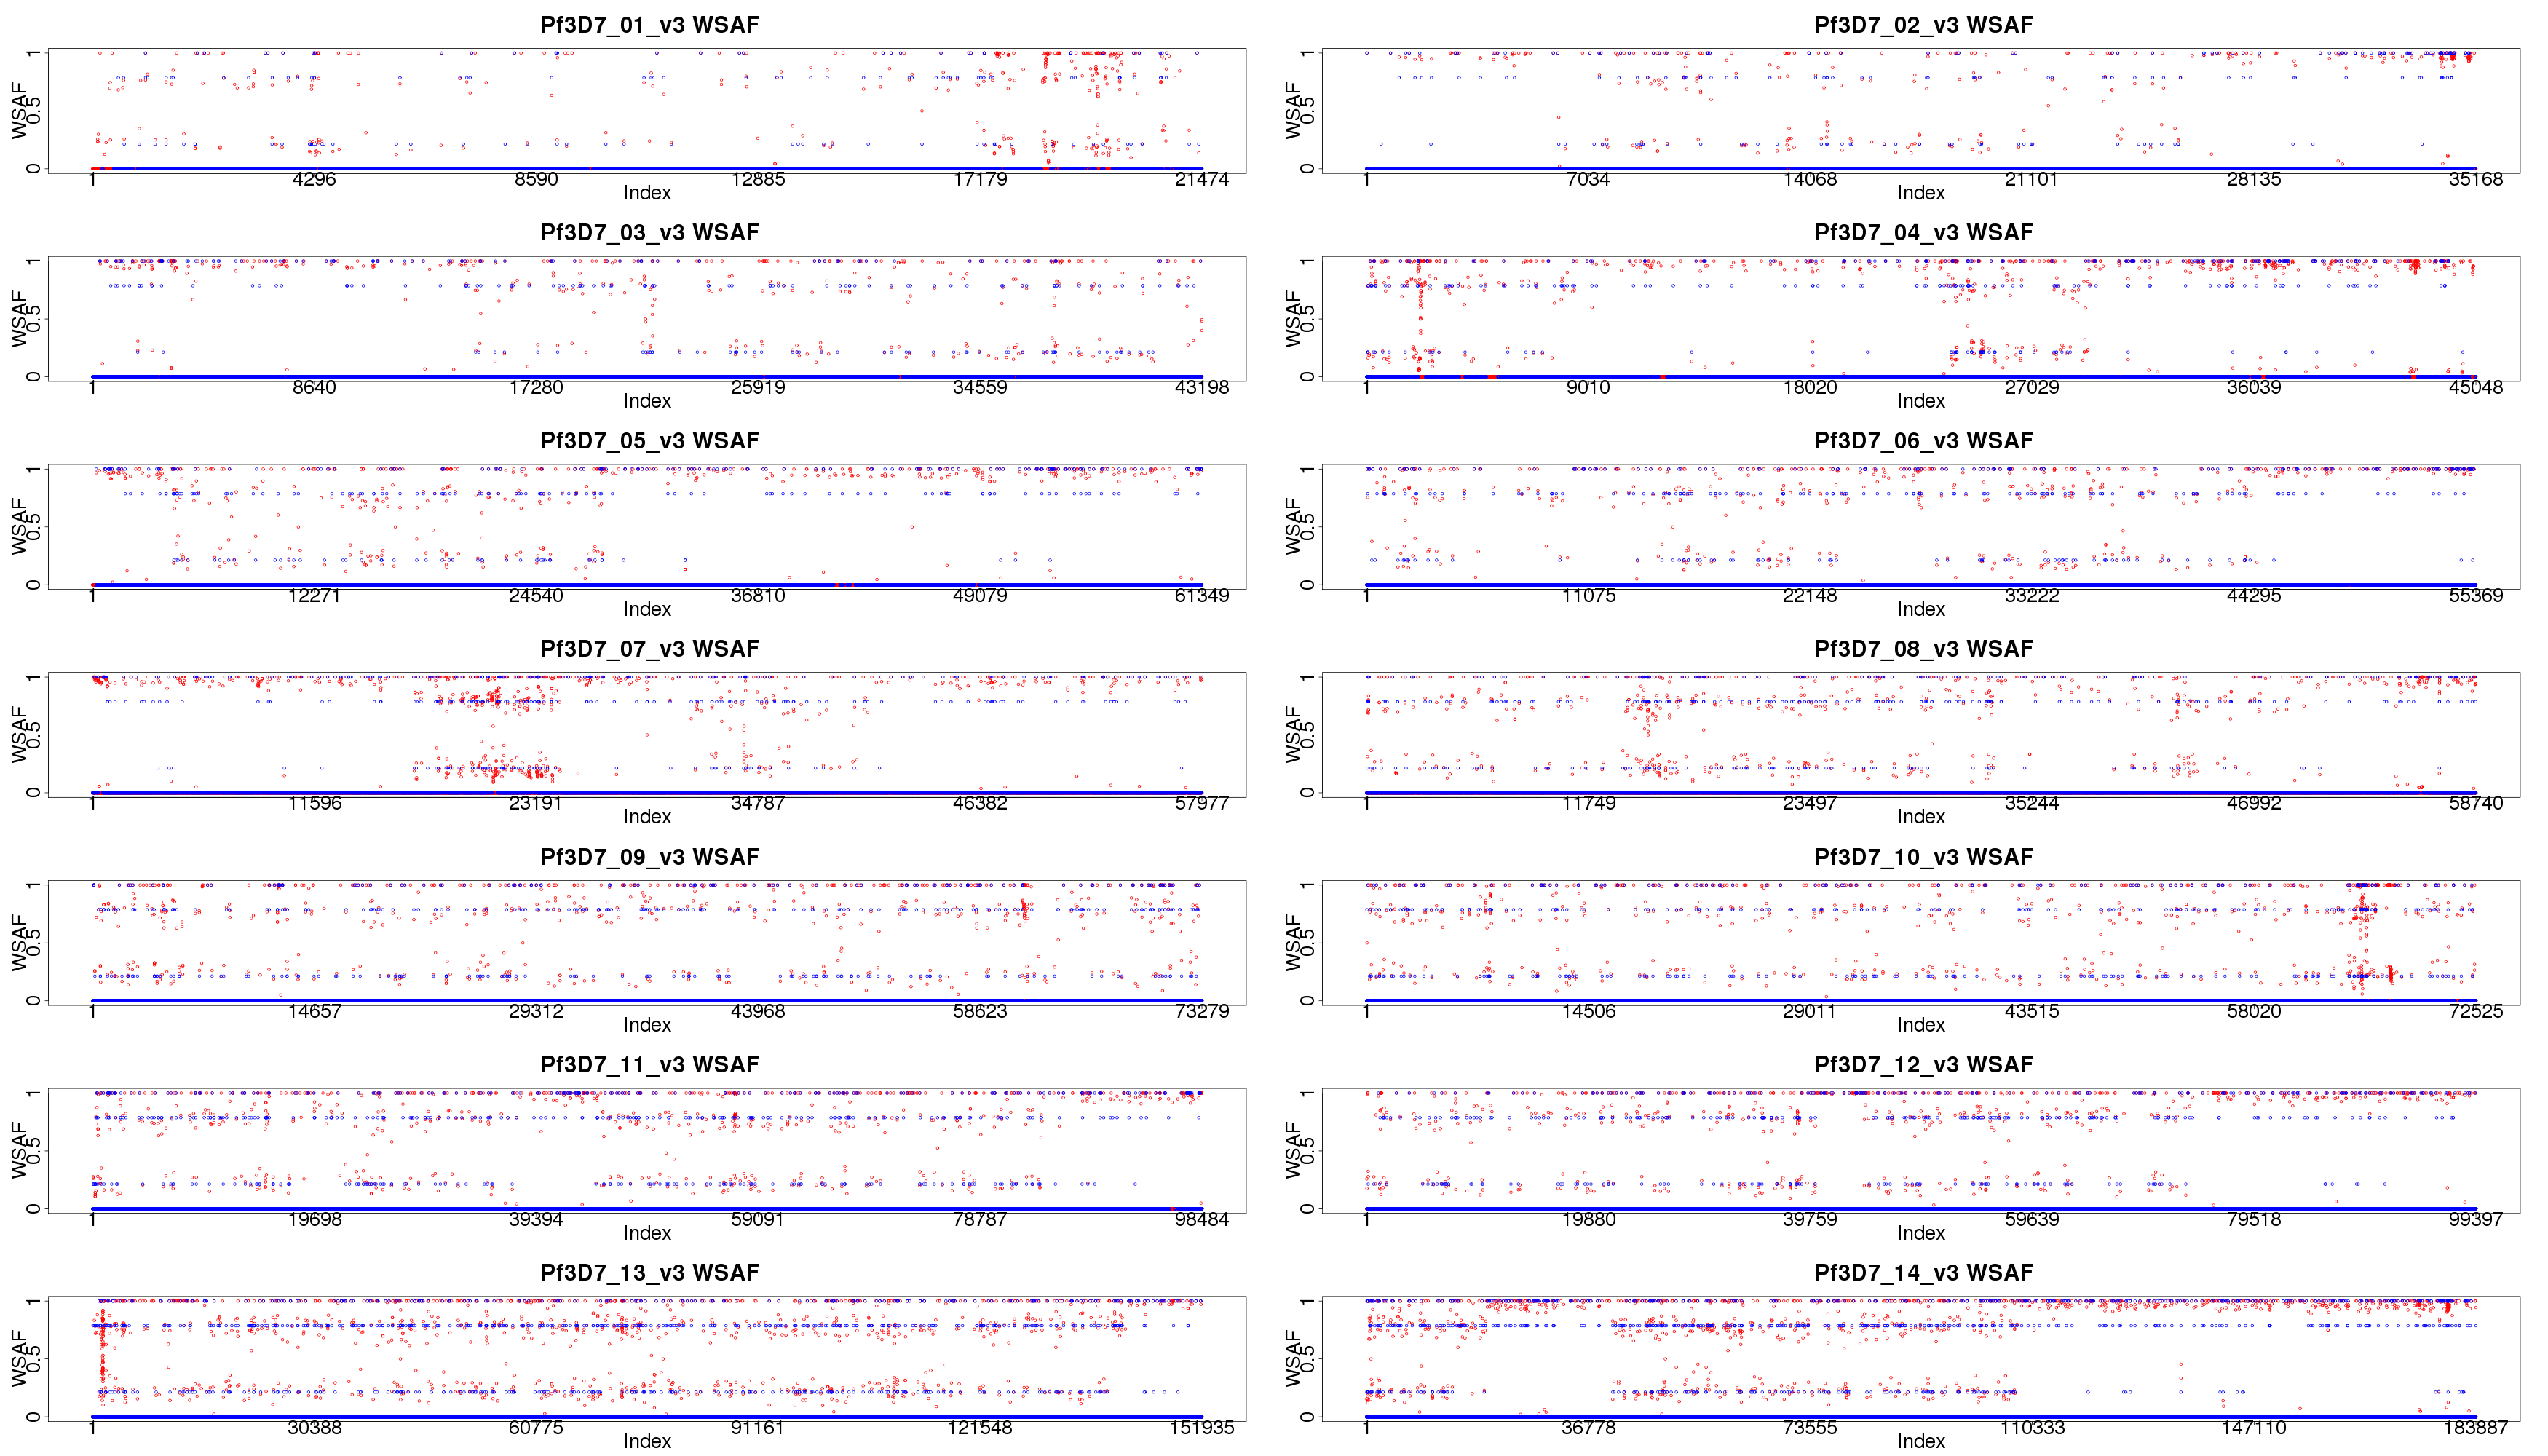 Pf3D7_01_v3 WSAF
WSAF
0 0.5 1
1 4296 8590 12885 17179 21474
Index
Pf3D7_02_v3 WSAF
WSAF
0 0.5 1
1 7034 14068 21101 28135 35168
Index
Pf3D7_03_v3 WSAF
WSAF
0 0.5 1
1 8640 17280 25919 34559 43198
Index
Pf3D7_04_v3 WSAF
WSAF
0 0.5 1
1 9010 18020 27029 36039 45048
Index
Pf3D7_05_v3 WSAF
WSAF
0 0.5 1
1 12271 24540 36810 49079 61349
Index
Pf3D7_06_v3 WSAF
WSAF
0 0.5 1
1 11075 22148 33222 44295 55369
Index
Pf3D7_07_v3 WSAF
WSAF
0 0.5 1
1 11596 23191 34787 46382 57977
Index
Pf3D7_08_v3 WSAF
WSAF
0 0.5 1
1 11749 23497 35244 46992 58740
Index
Pf3D7_09_v3 WSAF
WSAF
0 0.5 1
1 14657 29312 43968 58623 73279
Index
Pf3D7_10_v3 WSAF
WSAF
0 0.5 1
1 14506 29011 43515 58020 72525
Index
Pf3D7_11_v3 WSAF
WSAF
0 0.5 1
1 19698 39394 59091 78787 98484
Index
Pf3D7_12_v3 WSAF
WSAF
0 0.5 1
1 19880 39759 59639 79518 99397
Index
Pf3D7_13_v3 WSAF
WSAF
0 0.5 1
1 30388 60775 91161 121548 151935
Index
Pf3D7_14_v3 WSAF
WSAF
0 0.5 1
1 36778 73555 110333 147110 183887
Index